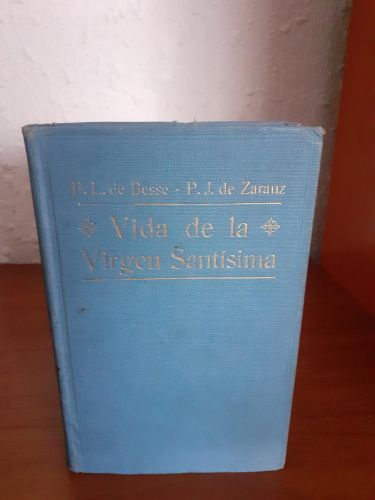 P. L. de Besse - P. J. de Zarauz
Vida de la
Virgen Santísima